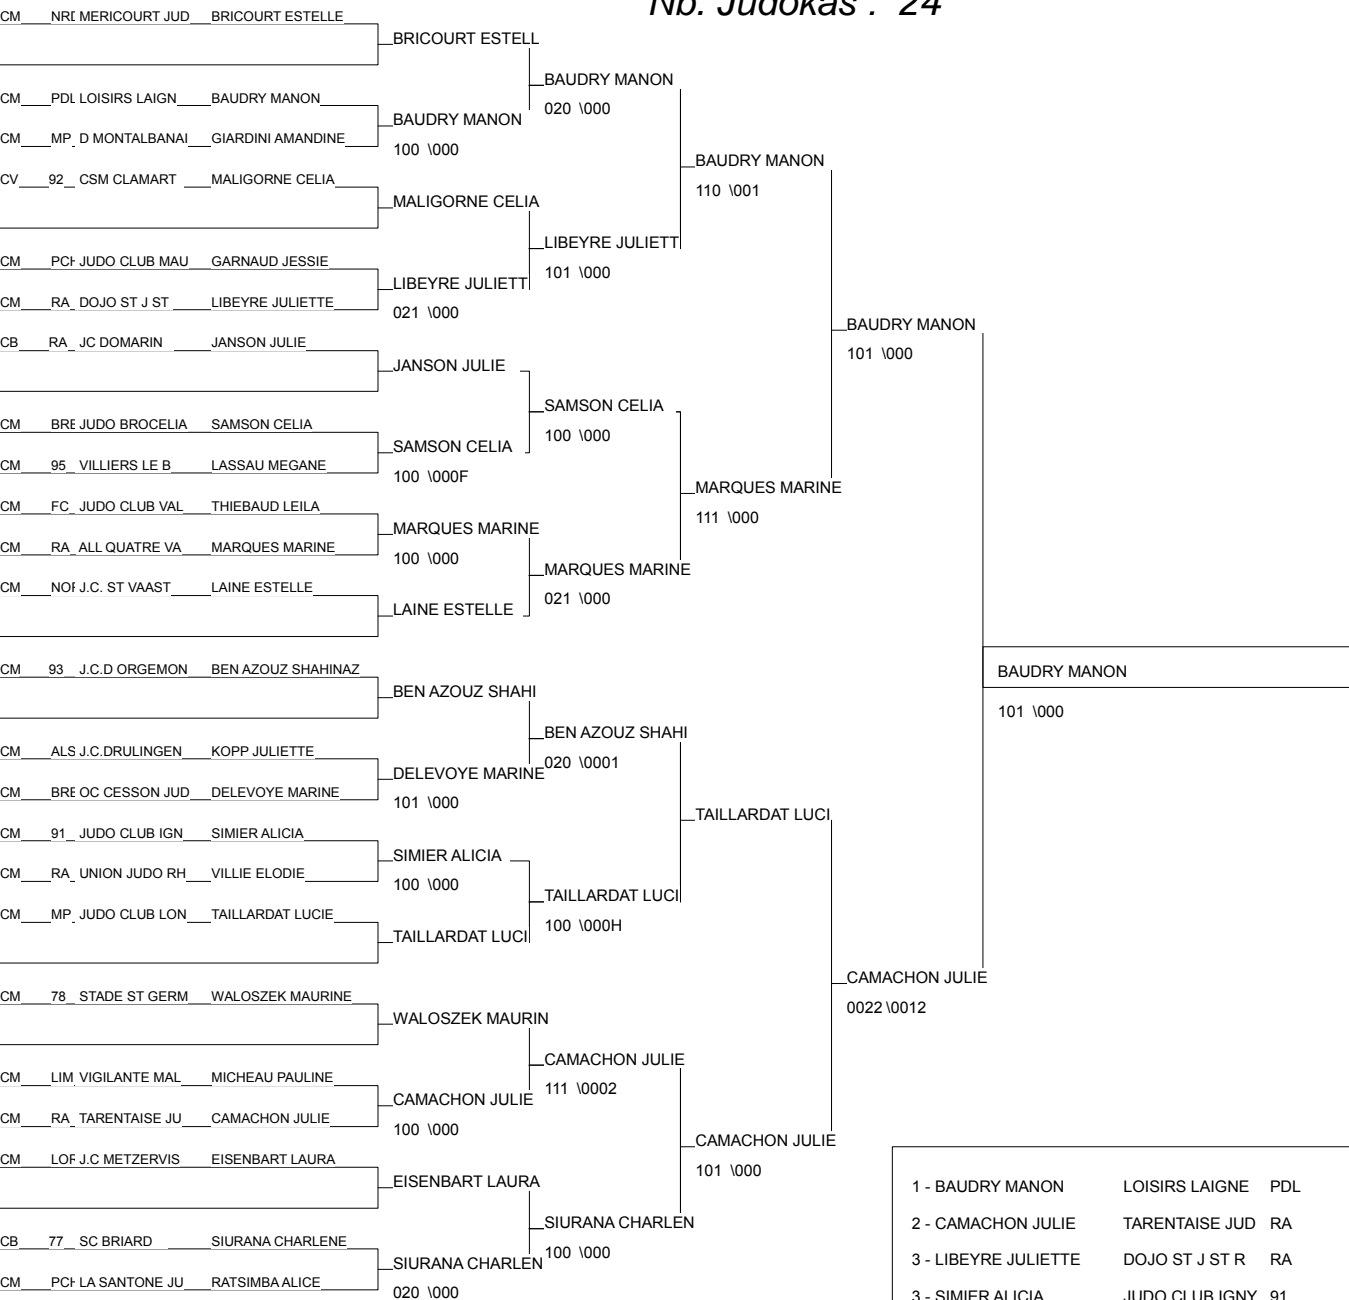 Nb. Judokas : 24
CM NRD MERICOURT JUD BRICOURT ESTELLE
BRICOURT ESTELL
BAUDRY MANON
020 \000
CM PDL LOISIRS LAIGN BAUDRY MANON
BAUDRY MANON
100 \000
CM MP D MONTALBANAI GIARDINI AMANDINE
BAUDRY MANON
110 \001
CV 92 CSM CLAMART MALIGORNE CELIA
MALIGORNE CELIA
LIBEYRE JULIETT
101 \000
CM PCH JUDO CLUB MAU GARNAUD JESSIE
LIBEYRE JULIETT
021 \000
CM RA DOJO ST J ST LIBEYRE JULIETTE
BAUDRY MANON
101 \000
CB RA JC DOMARIN JANSON JULIE
JANSON JULIE
SAMSON CELIA
100 \000
CM BRE JUDO BROCELIA SAMSON CELIA
SAMSON CELIA
100 \000F
CM 95 VILLIERS LE B LASSAU MEGANE
MARQUES MARINE
111 \000
CM FC JUDO CLUB VAL THIEBAUD LEILA
MARQUES MARINE
100 \000
CM RA ALL QUATRE VA MARQUES MARINE
MARQUES MARINE
021 \000
CM NOR J.C. ST VAAST LAINE ESTELLE
LAINE ESTELLE
BAUDRY MANON
101 \000
CM 93 J.C.D ORGEMON BEN AZOUZ SHAHINAZ
BEN AZOUZ SHAHI
BEN AZOUZ SHAHI
020 \0001
CM ALS J.C.DRULINGEN KOPP JULIETTE
DELEVOYE MARINE
101 \000
CM BRE OC CESSON JUD DELEVOYE MARINE
TAILLARDAT LUCI
CM 91 JUDO CLUB IGN SIMIER ALICIA
SIMIER ALICIA
100 \000
CM RA UNION JUDO RH VILLIE ELODIE
TAILLARDAT LUCI
100 \000H
CM MP JUDO CLUB LON TAILLARDAT LUCIE
TAILLARDAT LUCI
CAMACHON JULIE
0022 \0012
CM 78 STADE ST GERM WALOSZEK MAURINE
WALOSZEK MAURIN
CAMACHON JULIE
111 \0002
CM LIM VIGILANTE MAL MICHEAU PAULINE
CAMACHON JULIE
100 \000
CM RA TARENTAISE JU CAMACHON JULIE
CAMACHON JULIE
101 \000
CM LOR J.C METZERVIS EISENBART LAURA
EISENBART LAURA
SIURANA CHARLEN
100 \000
CB 77 SC BRIARD SIURANA CHARLENE
SIURANA CHARLEN
020 \000
CM PCH LA SANTONE JU RATSIMBA ALICE
1 - BAUDRY MANON LOISIRS LAIGNE PDL
2 - CAMACHON JULIE TARENTAISE JUD RA
3 - LIBEYRE JULIETTE DOJO ST J ST R RA
3 - SIMIER ALICIA JUDO CLUB IGNY 91